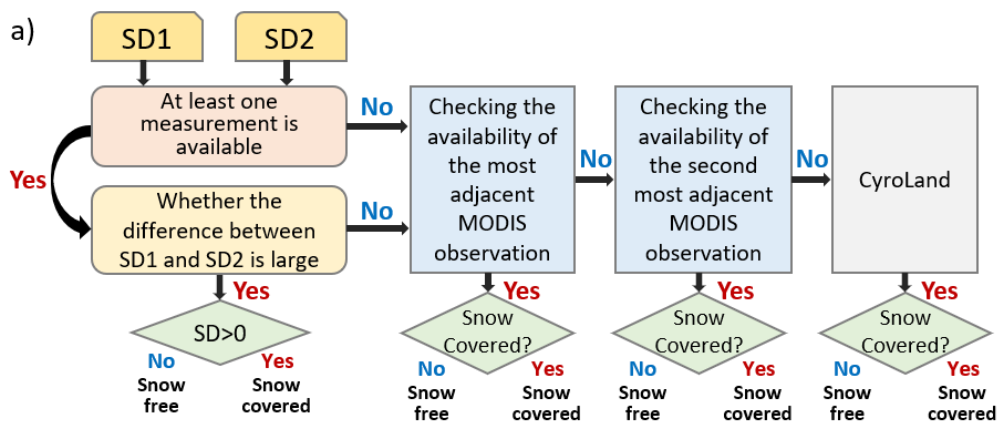 a)
SD1
SD2
At least one
measurement is
available
No
Yes
Whether the
difference between
SD1 and SD2 is large
No
Yes
SD>0
No
Yes
Snow
free
Snow
covered
Checking the
availability of
the most
adjacent
MODIS
observation
No
Yes
Snow
Covered?
No
Yes
Snow
free
Snow
covered
Checking the
availability of
the second
most adjacent
MODIS
observation
No
Yes
Snow
Covered?
No
Yes
Snow
free
Snow
covered
CyroLand
Yes
Snow
Covered?
No
Yes
Snow
free
Snow
covered